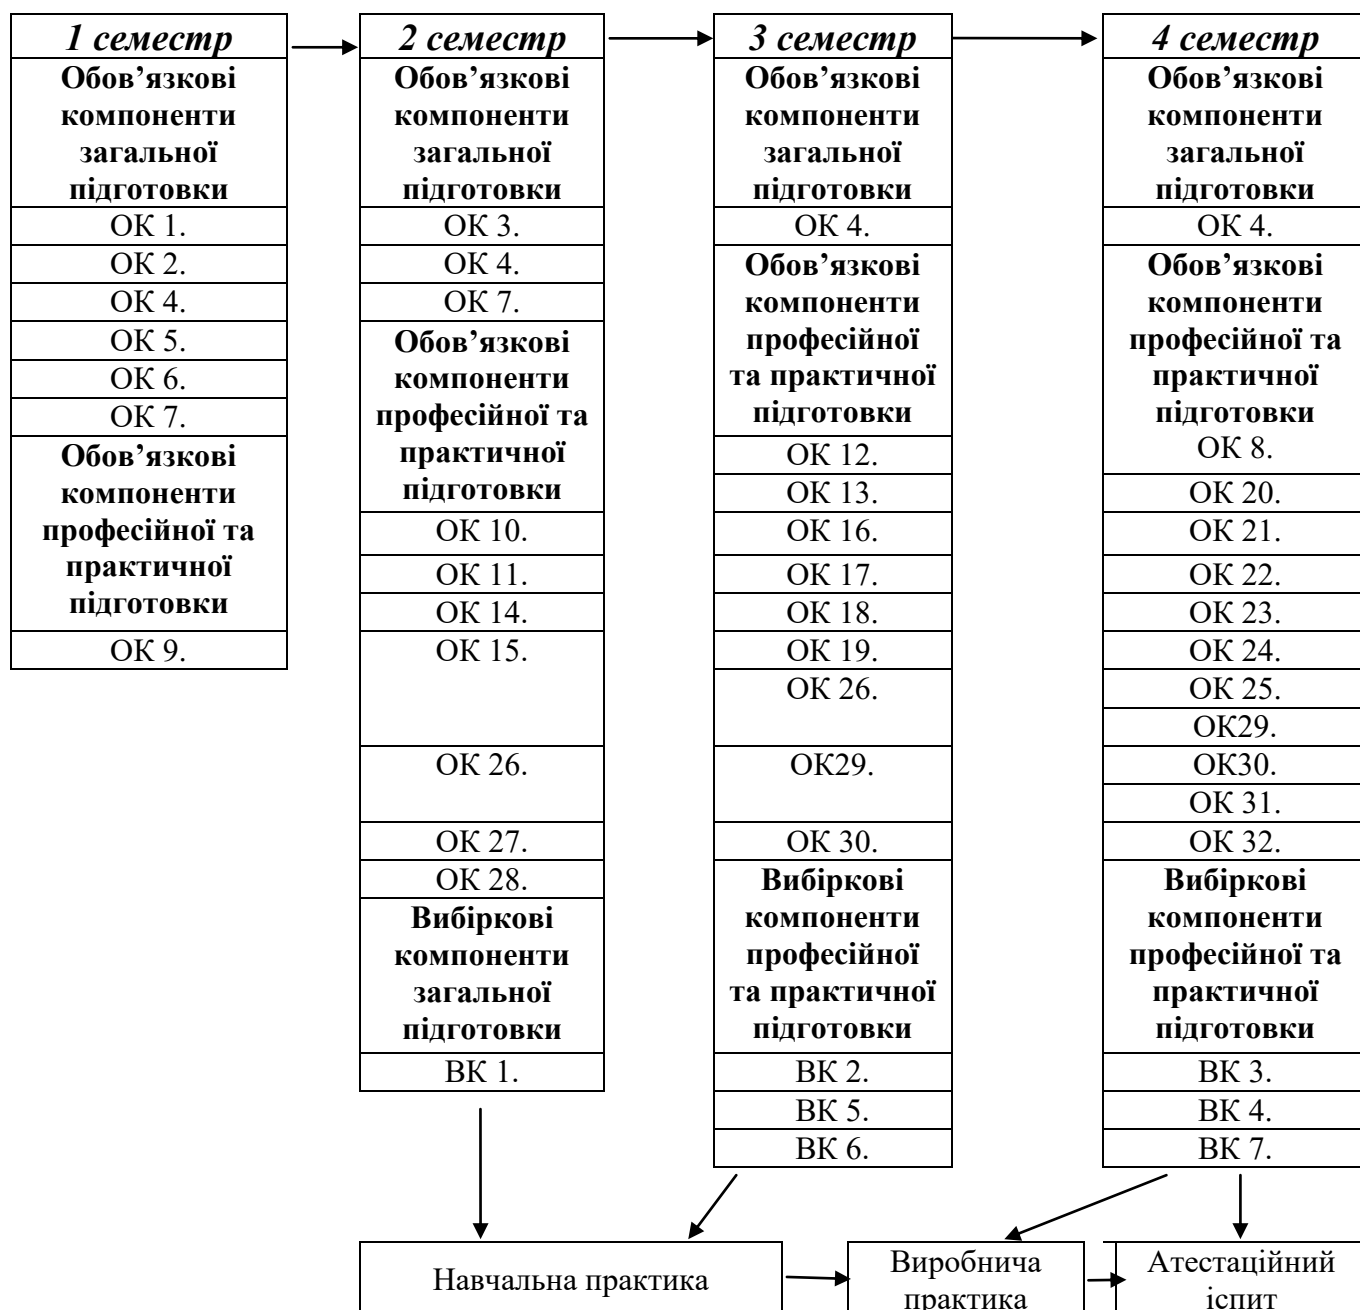 1 семестр
Обов’язкові
компоненти
загальної
підготовки
ОК 1.
ОК 2.
ОК 4.
ОК 5.
ОК 6.
ОК 7.
Обов’язкові
компоненти
професійної та
практичної
підготовки
ОК 9.
2 семестр
Обов’язкові
компоненти
загальної
підготовки
ОК 3.
ОК 4.
ОК 7.
Обов’язкові
компоненти
професійної та
практичної
підготовки
ОК 10.
ОК 11.
ОК 14.
ОК 15.
ОК 26.
ОК 27.
ОК 28.
Вибіркові
компоненти
загальної
підготовки
ВК 1.
3 семестр
Обов’язкові
компоненти
загальної
підготовки
ОК 4.
Обов’язкові
компоненти
професійної
та практичної
підготовки
ОК 12.
ОК 13.
ОК 16.
ОК 17.
ОК 18.
ОК 19.
ОК 26.
ОК29.
ОК 30.
Вибіркові
компоненти
професійної
та практичної
підготовки
ВК 2.
ВК 5.
ВК 6.
4 семестр
Обов’язкові
компоненти
загальної
підготовки
ОК 4.
Обов’язкові
компоненти
професійної та
практичної
підготовки
ОК 8.
ОК 20.
ОК 21.
ОК 22.
ОК 23.
ОК 24.
ОК 25.
ОК29.
ОК30.
ОК 31.
ОК 32.
Вибіркові
компоненти
професійної та
практичної
підготовки
ВК 3.
ВК 4.
ВК 7.
Навчальна практика
Виробнича
практика
Атестаційний
іспит